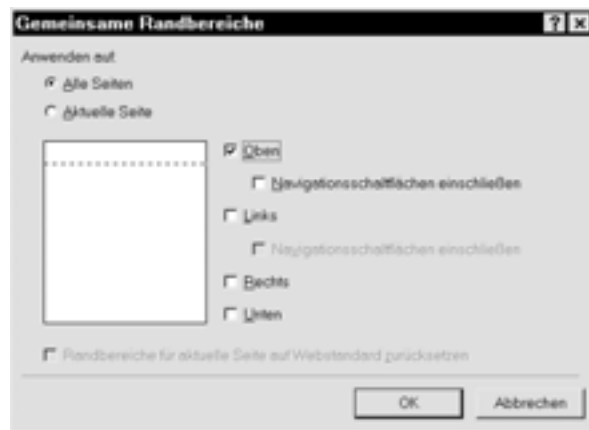 Gemeinsame Randbereiche
Anwenden auf
Alle Seiten
Aktuelle Seite
Oben
Navigationsschaltflächen einschließen
Links
Navigationsschaltflächen einschließen
Rechts
Unten
Randbereiche für aktuelle Seite auf Webstandard zurücksetzen
OK
Abbrechen